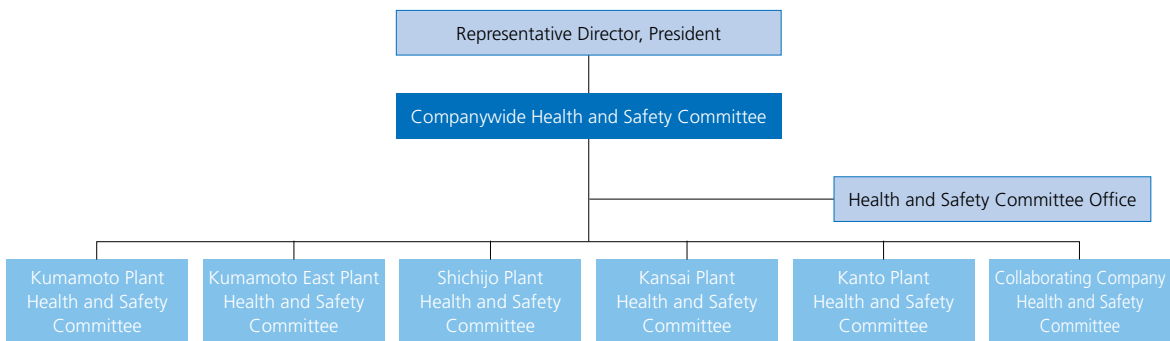 Representative Director, President
Companywide Health and Safety Committee
Health and Safety Committee Office
Kumamoto Plant
Health and Safety
Committee
Kumamoto East Plant
Health and Safety
Committee
Shichijo Plant
Health and Safety
Committee
Kansai Plant
Health and Safety
Committee
Kanto Plant
Health and Safety
Committee
Collaborating Company
Health and Safety
Committee